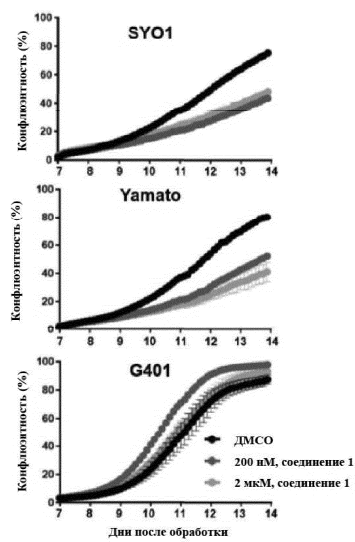 SYO1
Конфлюэнтность (%)
100
80
60
40
20
0
7 8 9 10 11 12 13 14
Yamato
Конфлюэнтность (%)
100
80
60
40
20
0
7 8 9 10 11 12 13 14
G401
Конфлюэнтность (%)
100
80
60
40
20
0
7 8 9 10 11 12 13 14
ДМСО
200 нМ, соединение 1
2 мкМ, соединение 1
Дни после обработки